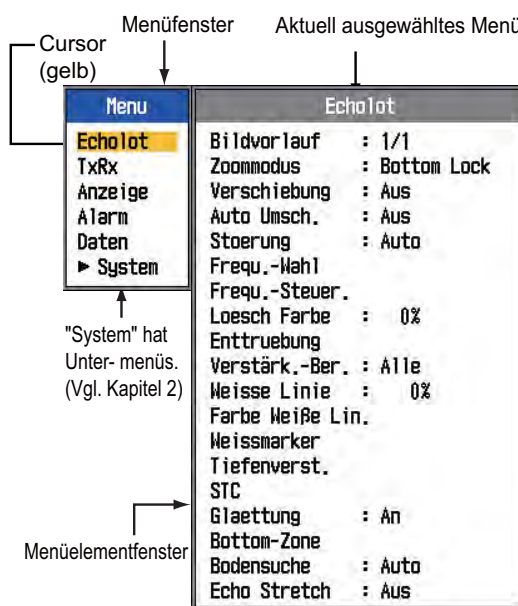 Menüfenster
Aktuell ausgewähltes Menü
Cursor
(gelb)
Menu
Echolot
TxRx
Anzeige
Alarm
Daten
► System
"System" hat
Unter- menüs.
(Vgl. Kapitel 2)
Menüelementfenster
Echolot
Bildvorlauf : 1/1
Zoommodus : Bottom Lock
Verschiebung : Aus
Auto Umsch. : Aus
Stoerung : Auto
Frequ.-Wahl
Frequ.-Steuer.
Loesch Farbe : 0%
Enttruebung
Verstärk.-Ber. : Alle
Weisse Linie : 0%
Farbe Weiße Lin.
Weissmarker
Tiefenverst.
STC
Glaettung : An
Bottom-Zone
Bodensuche : Auto
Echo Stretch : Aus